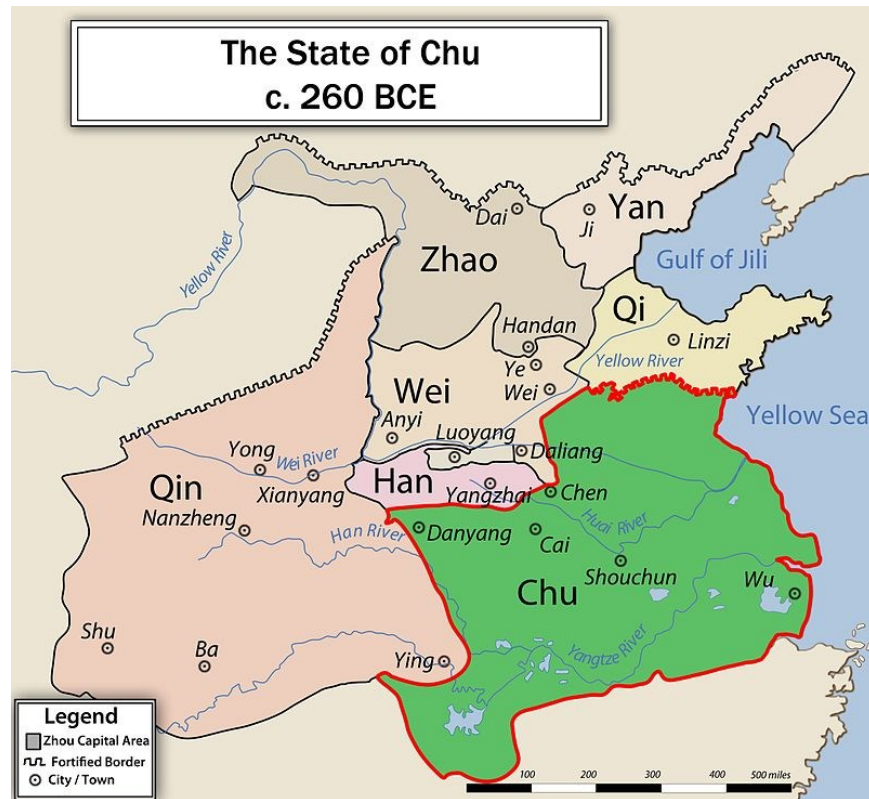 The State of Chu
c. 260 BCE
Yan
Dai
Ji
Zhao
Gulf of Jili
Yellow River
Qi
Handan
Linzi
Ye
Yellow River
Wei
Wei
Yellow Sea
Anyi
Luoyang
Yong
Wei River
Daliang
Qin
Xianyang
Han
Yangzhai
Chen
Nanzheng
Han River
Danyang
Cai
Huai River
Shouchun
Chu
Wu
Shu
Ba
Ying
Yangtze River
Legend
Zhou Capital Area
Fortified Border
City / Town
100 200 300 400 500 miles